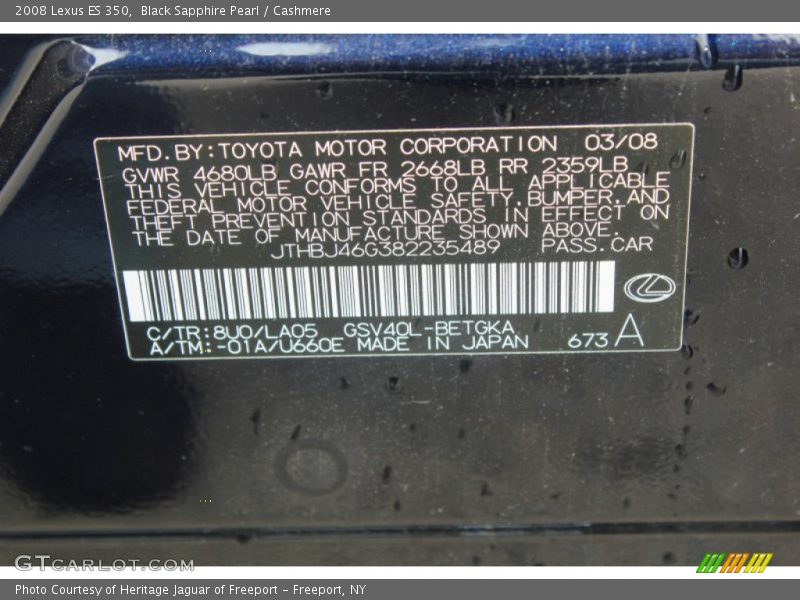 2008 Lexus ES 350, Black Sapphire Pearl / Cashmere
MFD.BY:TOYOTA MOTOR CORPORATION 03/08
GVWR 4680LB GAWR FR 2668LB RR 2359LB
THIS VEHICLE CONFORMS TO ALL APPLICABLE
FEDERAL MOTOR VEHICLE SAFETY,BUMPER,AND
THEFT PREVENTION STANDARDS IN EFFECT ON
THE DATE OF MANUFACTURE SHOWN ABOVE.
JTHBJ46G382235489 PASS.CAR
C/TR:8U0/LA05 GSV40L-BETGKA
A/TM:-01A/U660E MADE IN JAPAN 673 A
GTCARLOT.COM
Photo Courtesy of Heritage Jaguar of Freeport - Freeport, NY